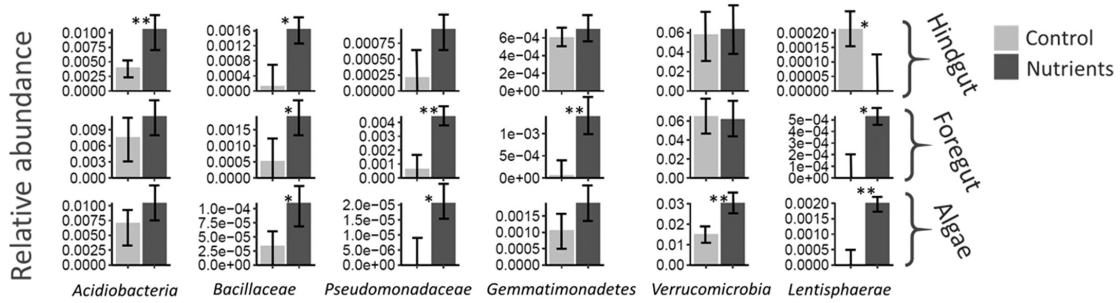 Relative abundance
** * *
0.0100 0.0016 0.00075 6e−04 0.06 0.00020
0.0075 0.0012 0.00050 4e−04 0.04 0.00015
0.0050 0.0008 0.00025 2e−04 0.02 0.00010
0.0025 0.0004 0.00000 0e+00 0.00 0.00005
0.0000 0.0000 0.00000
Hindgut
Control
Nutrients
* ** ** *
0.009 0.0015 0.004 1e−03 0.06 5e−04
0.006 0.0010 0.002 5e−04 0.04 4e−04
0.003 0.0005 0.001 0e+00 0.02 3e−04
0.000 0.0000 0.000 0.00 2e−04
1e−04
0e+00
Foregut
* * ** **
0.0100 1.0e−04 2.0e−05 0.0015 0.03 0.0020
0.0075 7.5e−05 1.5e−05 0.0010 0.02 0.0015
0.0050 5.0e−05 1.0e−05 0.0005 0.01 0.0010
0.0025 2.5e−05 5.0e−06 0.0000 0.00 0.0005
0.0000 0.0e+00 0.0e+00 0.0000
Algae
Acidiobacteria Bacillaceae Pseudomonadaceae Gemmatimonadetes Verrucomicrobia Lentisphaerae